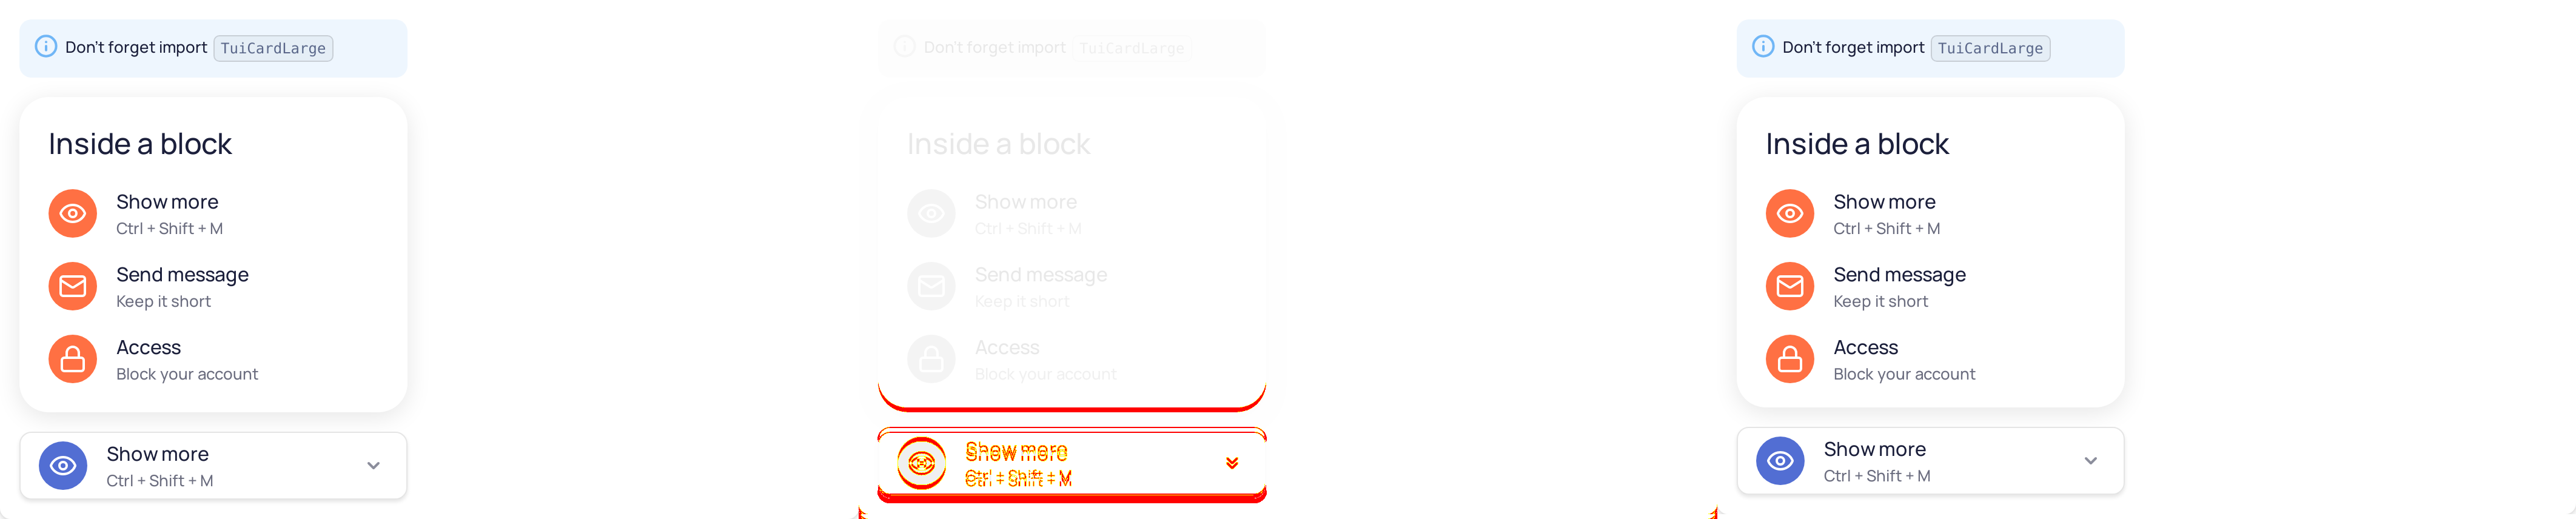 Don't forget import TuiCardLarge
Inside a block
Show more
Ctrl + Shift + M
Send message
Keep it short
Access
Block your account
Show more
Ctrl + Shift + M
Don't forget import TuiCardLarge
Inside a block
Show more
Ctrl + Shift + M
Send message
Keep it short
Access
Block your account
Show more
Ctrl + Shift + M
Don't forget import TuiCardLarge
Inside a block
Show more
Ctrl + Shift + M
Send message
Keep it short
Access
Block your account
Show more
Ctrl + Shift + M